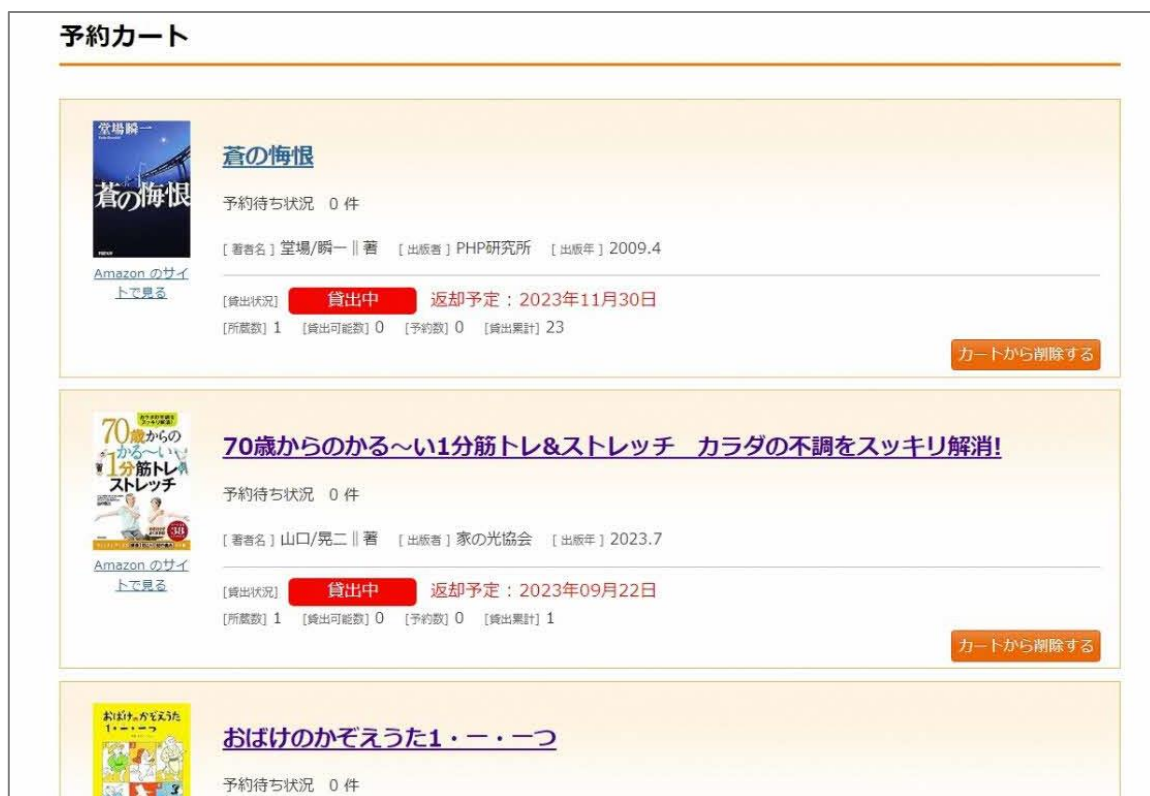 予約カート
堂場瞬一
蒼の悔恨
Amazon のサイ
トで見る
蒼の悔恨
予約待ち状況 0 件
[ 著者名 ] 堂場/瞬一‖著 [ 出版者 ] PHP研究所 [ 出版年 ] 2009.4
[貸出状況] 貸出中 返却予定：2023年11月30日
[所蔵数] 1 [貸出可能数] 0 [予約数] 0 [貸出累計] 23
カートから削除する
70歳からの
かる～い
1分筋トレ&
ストレッチ
38
Amazon のサイ
トで見る
70歳からのかる～い1分筋トレ&ストレッチ カラダの不調をスッキリ解消!
予約待ち状況 0 件
[ 著者名 ] 山口/晃二‖著 [ 出版者 ] 家の光協会 [ 出版年 ] 2023.7
[貸出状況] 貸出中 返却予定：2023年09月22日
[所蔵数] 1 [貸出可能数] 0 [予約数] 0 [貸出累計] 1
カートから削除する
おばけのかぞえうた
1・ー・ーつ
おばけのかぞえうた1・ー・ーつ
予約待ち状況 0 件